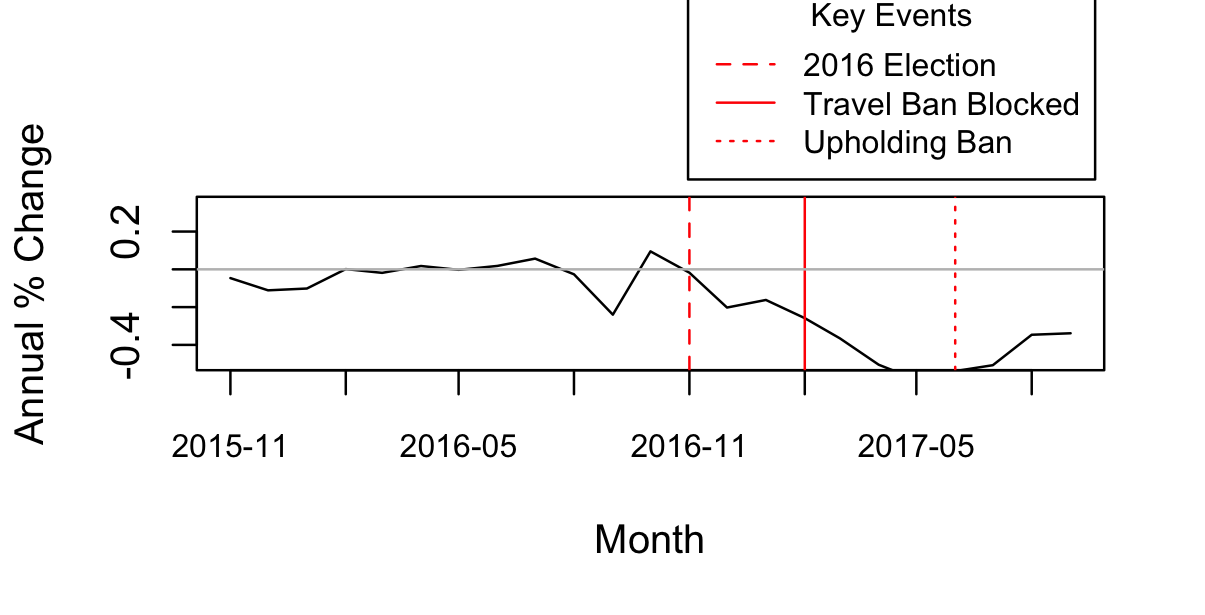 Key Events
2016 Election
Travel Ban Blocked
Upholding Ban
Annual % Change
0.2
-0.4
2015-11
2016-05
2016-11
2017-05
Month